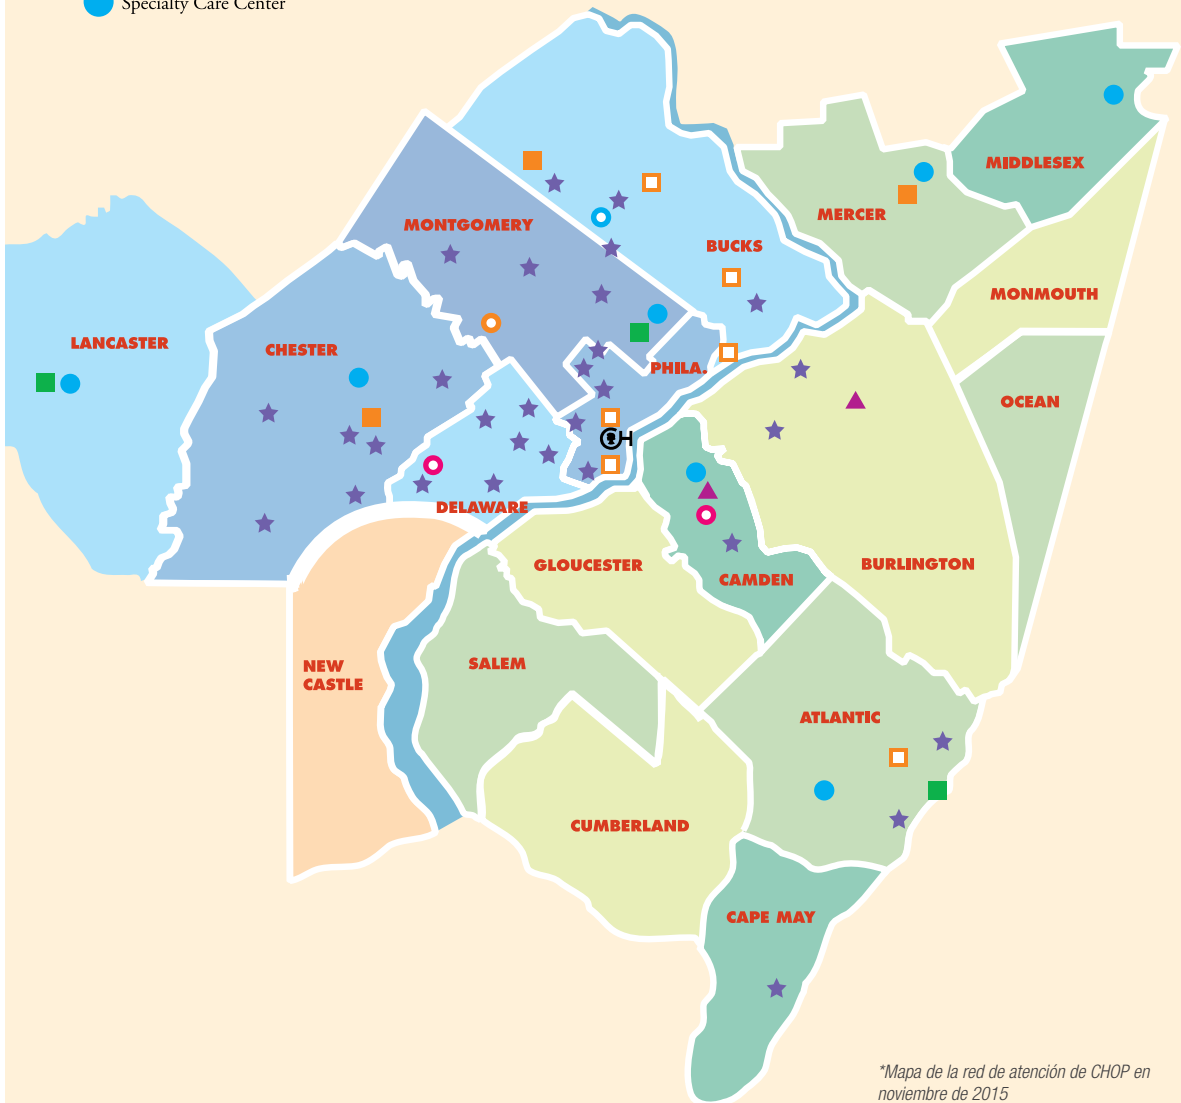 Specialty Care Center
MIDDLESEX
MERCER
MONTGOMERY
BUCKS
MONMOUTH
LANCASTER
CHESTER
PHILA.
OCEAN
H
DELAWARE
GLOUCESTER
CAMDEN
BURLINGTON
NEW
CASTLE
SALEM
ATLANTIC
CUMBERLAND
CAPE MAY
*Mapa de la red de atención de CHOP en
noviembre de 2015